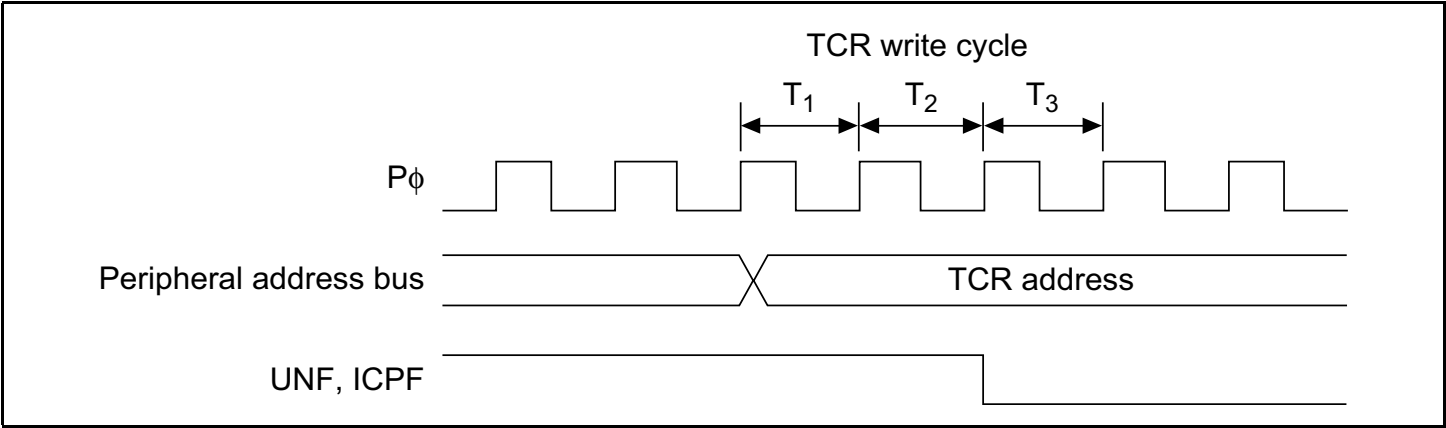 TCR write cycle
T1 T2 T3
Pϕ
Peripheral address bus
TCR address
UNF, ICPF